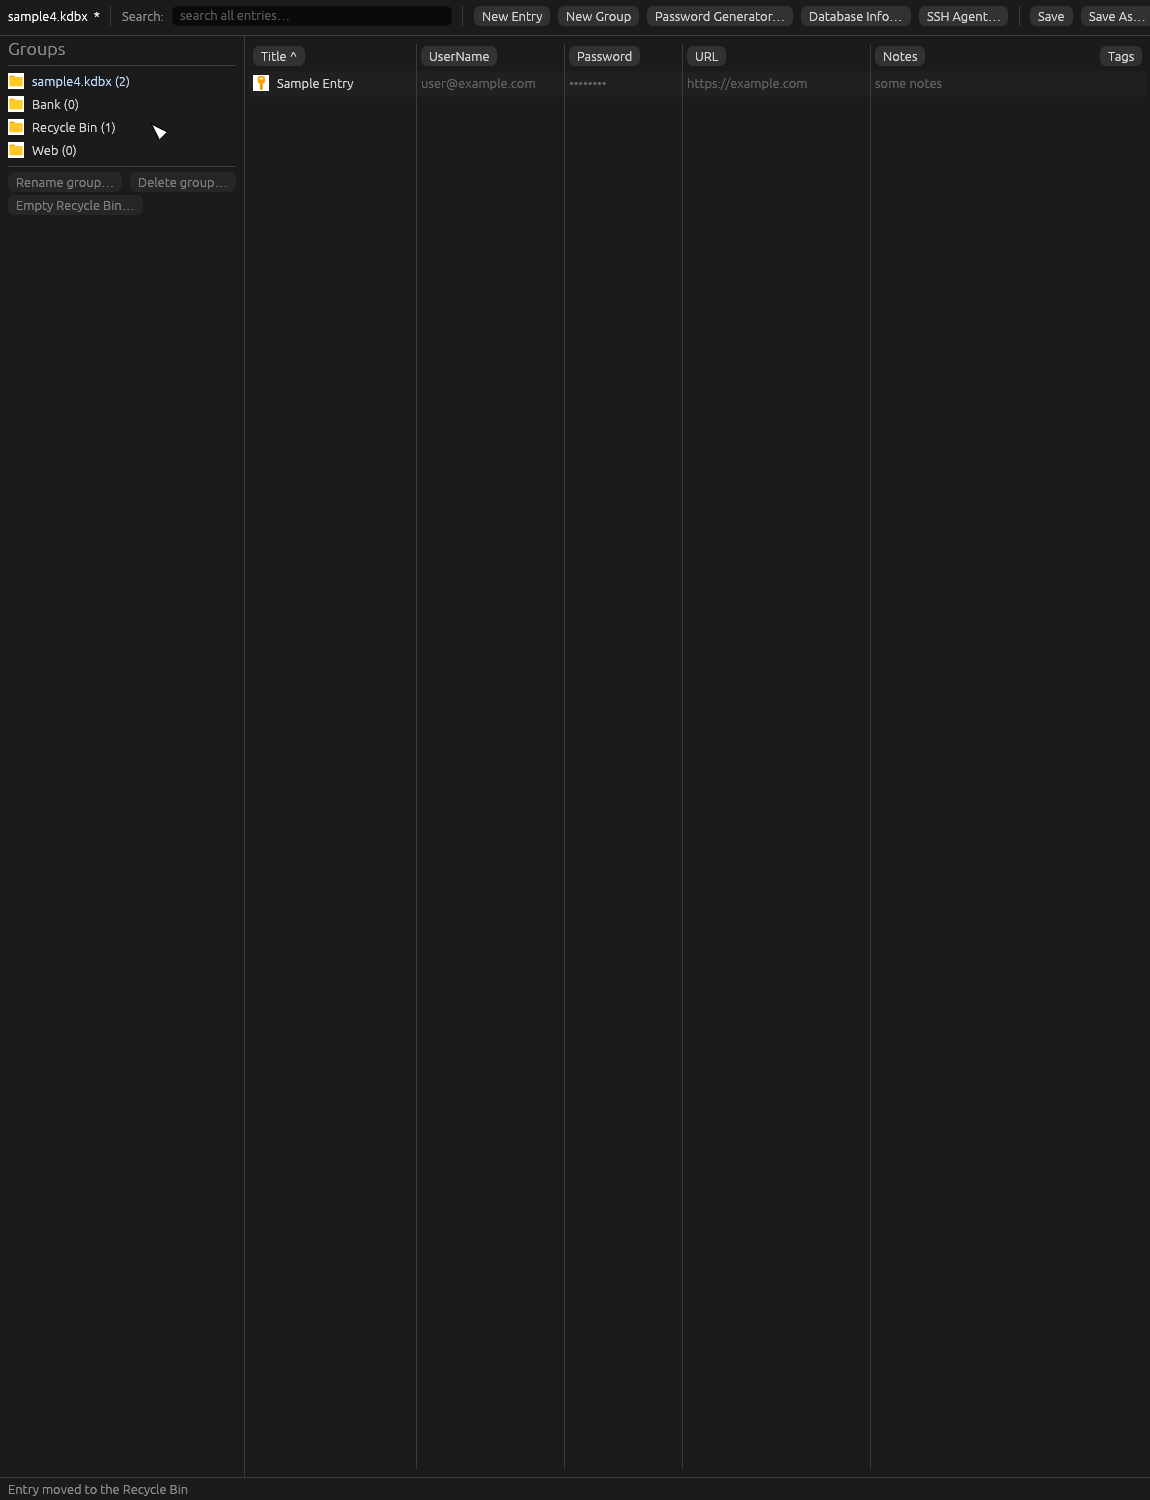 sample4.kdbx * Search: search all entries... New Entry New Group Password Generator... Database Info... SSH Agent... Save Save As...
Groups
sample4.kdbx (2)
Bank (0)
Recycle Bin (1)
Web (0)
Rename group... Delete group...
Empty Recycle Bin...
Title ^ UserName Password URL Notes Tags
Sample Entry user@example.com •••••••• https://example.com some notes
Entry moved to the Recycle Bin